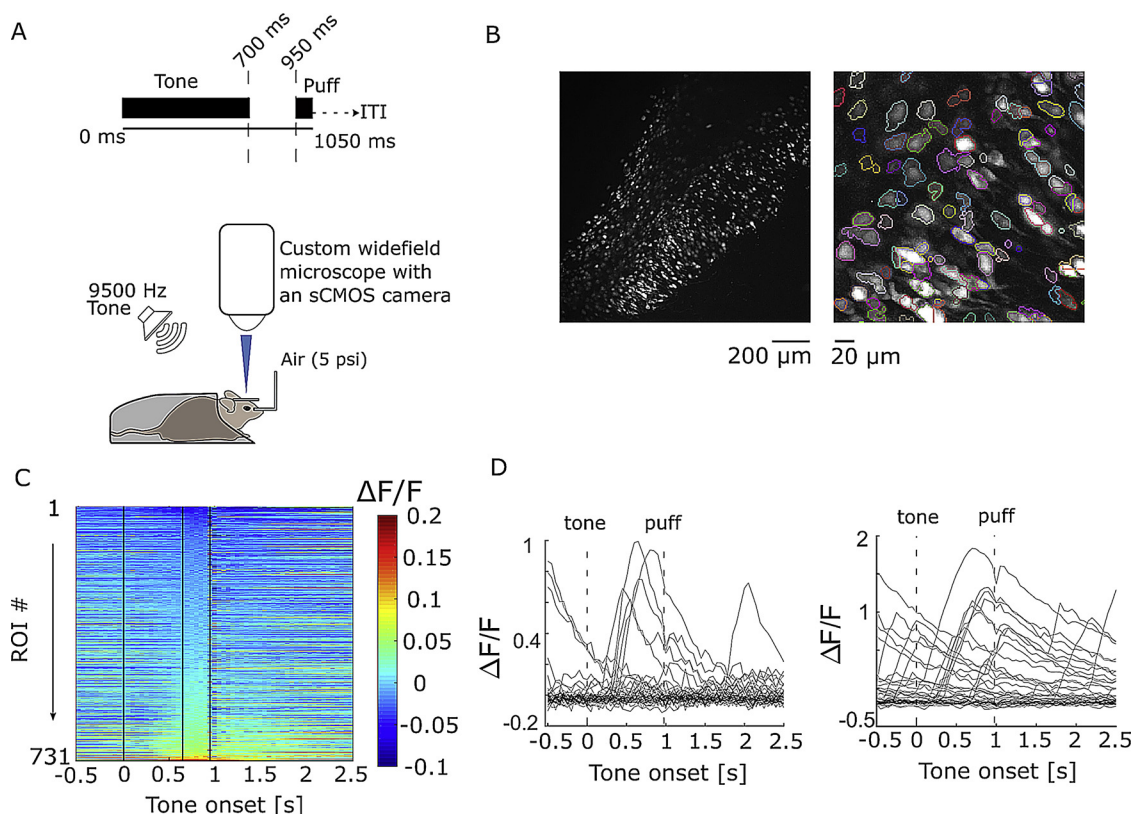 A
700 ms
950 ms
Tone
Puff
ITI
0 ms
1050 ms
Custom widefield
microscope with
an sCMOS camera
9500 Hz
Tone
Air (5 psi)
B
200 μm
20 μm
C
ΔF/F
1
ROI #
731
0.2
0.15
0.1
0.05
0
-0.05
-0.1
-0.5 0 0.5 1 1.5 2 2.5
Tone onset [s]
D
tone puff
1
0.4
-0.2
ΔF/F
-0.5 0 0.5 1 1.5 2 2.5
Tone onset [s]
tone puff
2
1
-0.5
ΔF/F
-0.5 0 0.5 1 1.5 2 2.5
Tone onset [s]